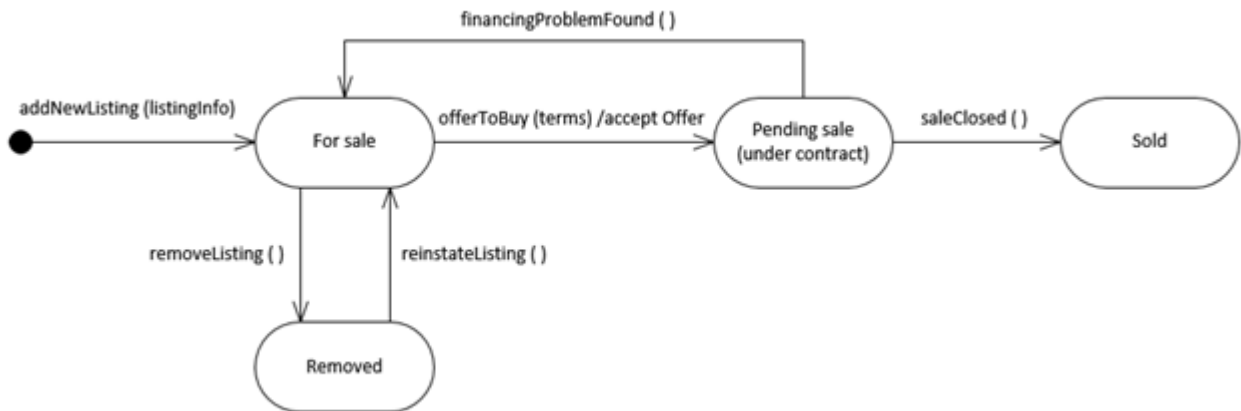 financingProblemFound ( )
addNewListing (listingInfo)
For sale
offerToBuy (terms) /accept Offer
Pending sale
(under contract)
saleClosed ( )
Sold
removeListing ( )
reinstateListing ( )
Removed